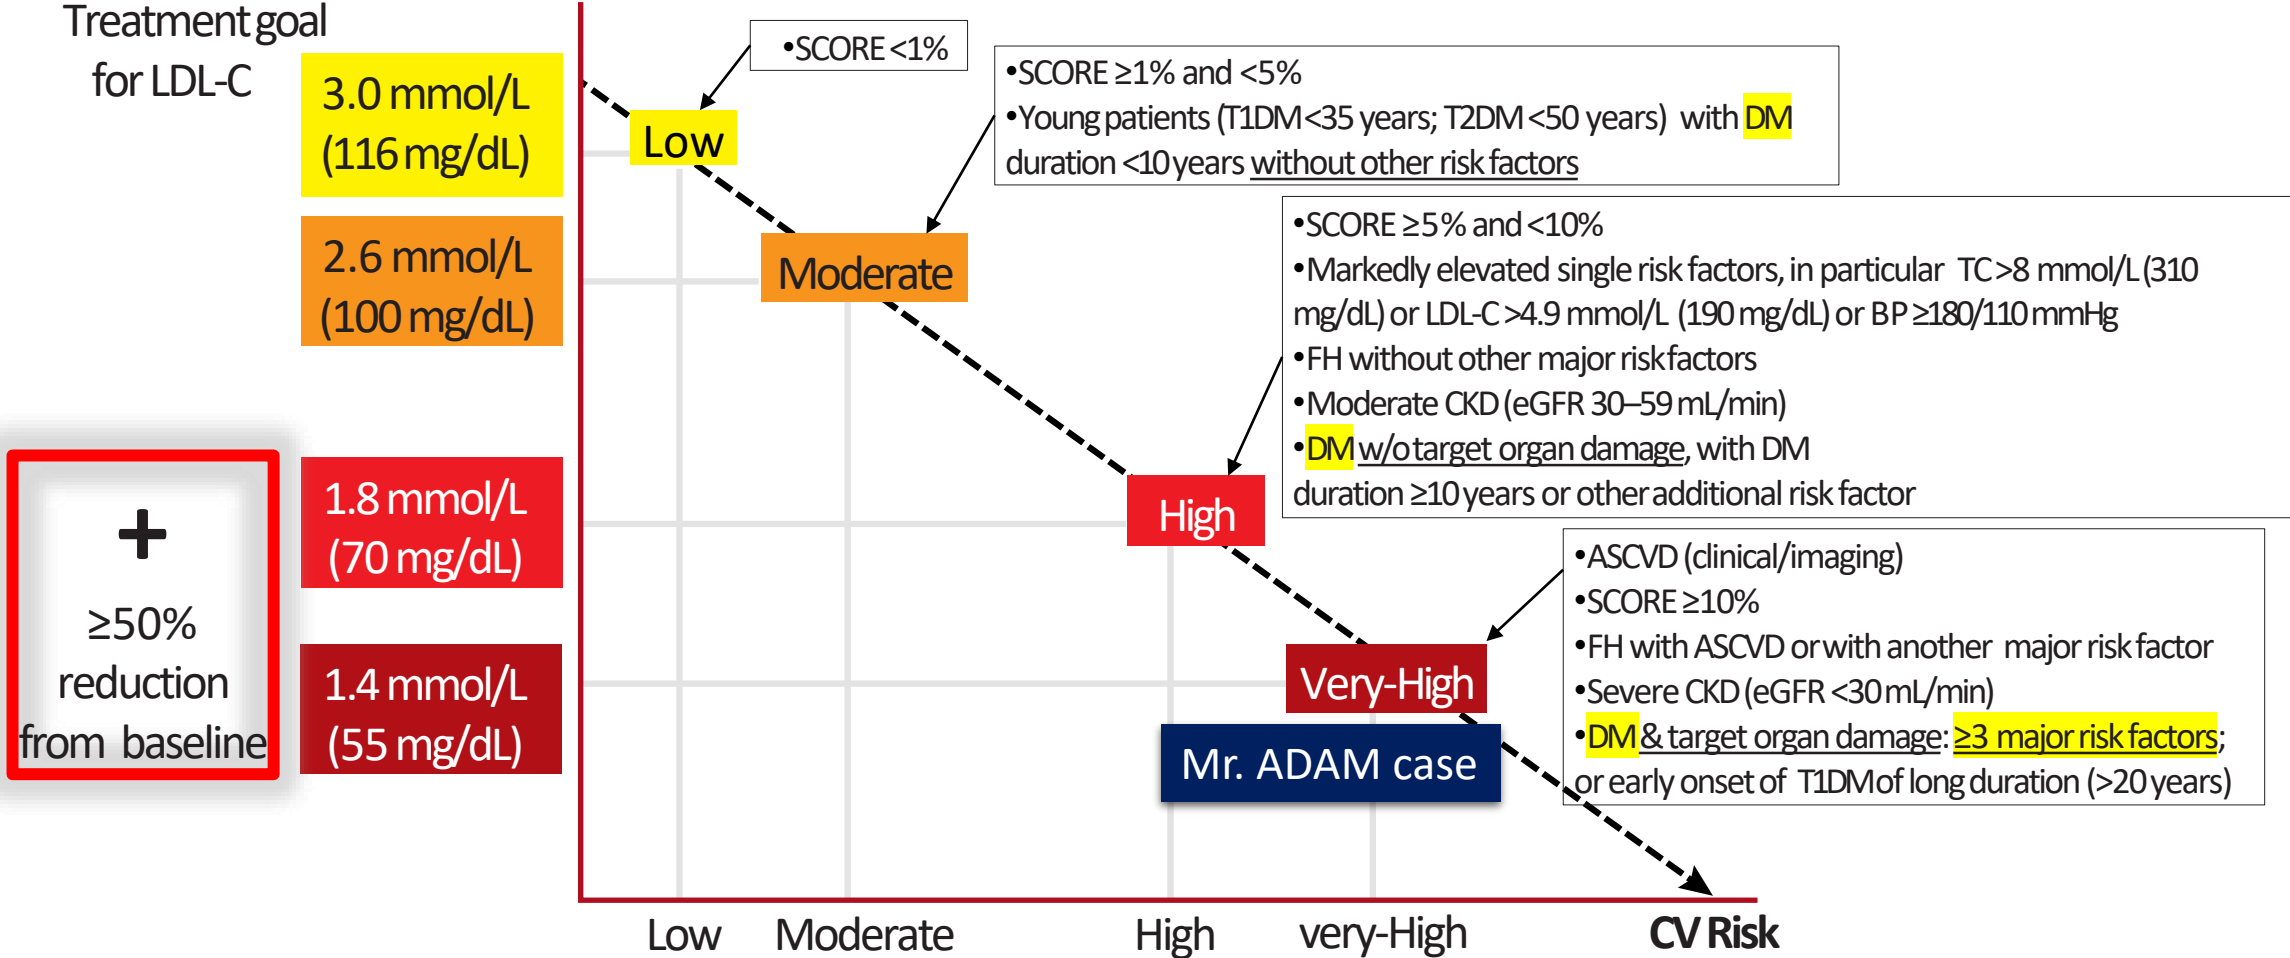 Treatment goal
for LDL-C
3.0 mmol/L
(116 mg/dL)
2.6 mmol/L
(100 mg/dL)
1.8 mmol/L
(70 mg/dL)
1.4 mmol/L
(55 mg/dL)
+
≥50%
reduction
from baseline
Low
Moderate
High
Very-High
Mr. ADAM case
•SCORE <1%
•SCORE ≥1% and <5%
•Young patients (T1DM <35 years; T2DM <50 years) with DM
duration <10 years without other risk factors
•SCORE ≥5% and <10%
•Markedly elevated single risk factors, in particular TC >8 mmol/L (310
mg/dL) or LDL-C >4.9 mmol/L (190 mg/dL) or BP ≥180/110 mmHg
•FH without other major risk factors
•Moderate CKD (eGFR 30–59 mL/min)
•DM w/o target organ damage, with DM
duration ≥10 years or other additional risk factor
•ASCVD (clinical/imaging)
•SCORE ≥10%
•FH with ASCVD or with another major risk factor
•Severe CKD (eGFR <30 mL/min)
•DM & target organ damage: ≥3 major risk factors;
or early onset of T1DM of long duration (>20 years)
Low Moderate High very-High CV Risk